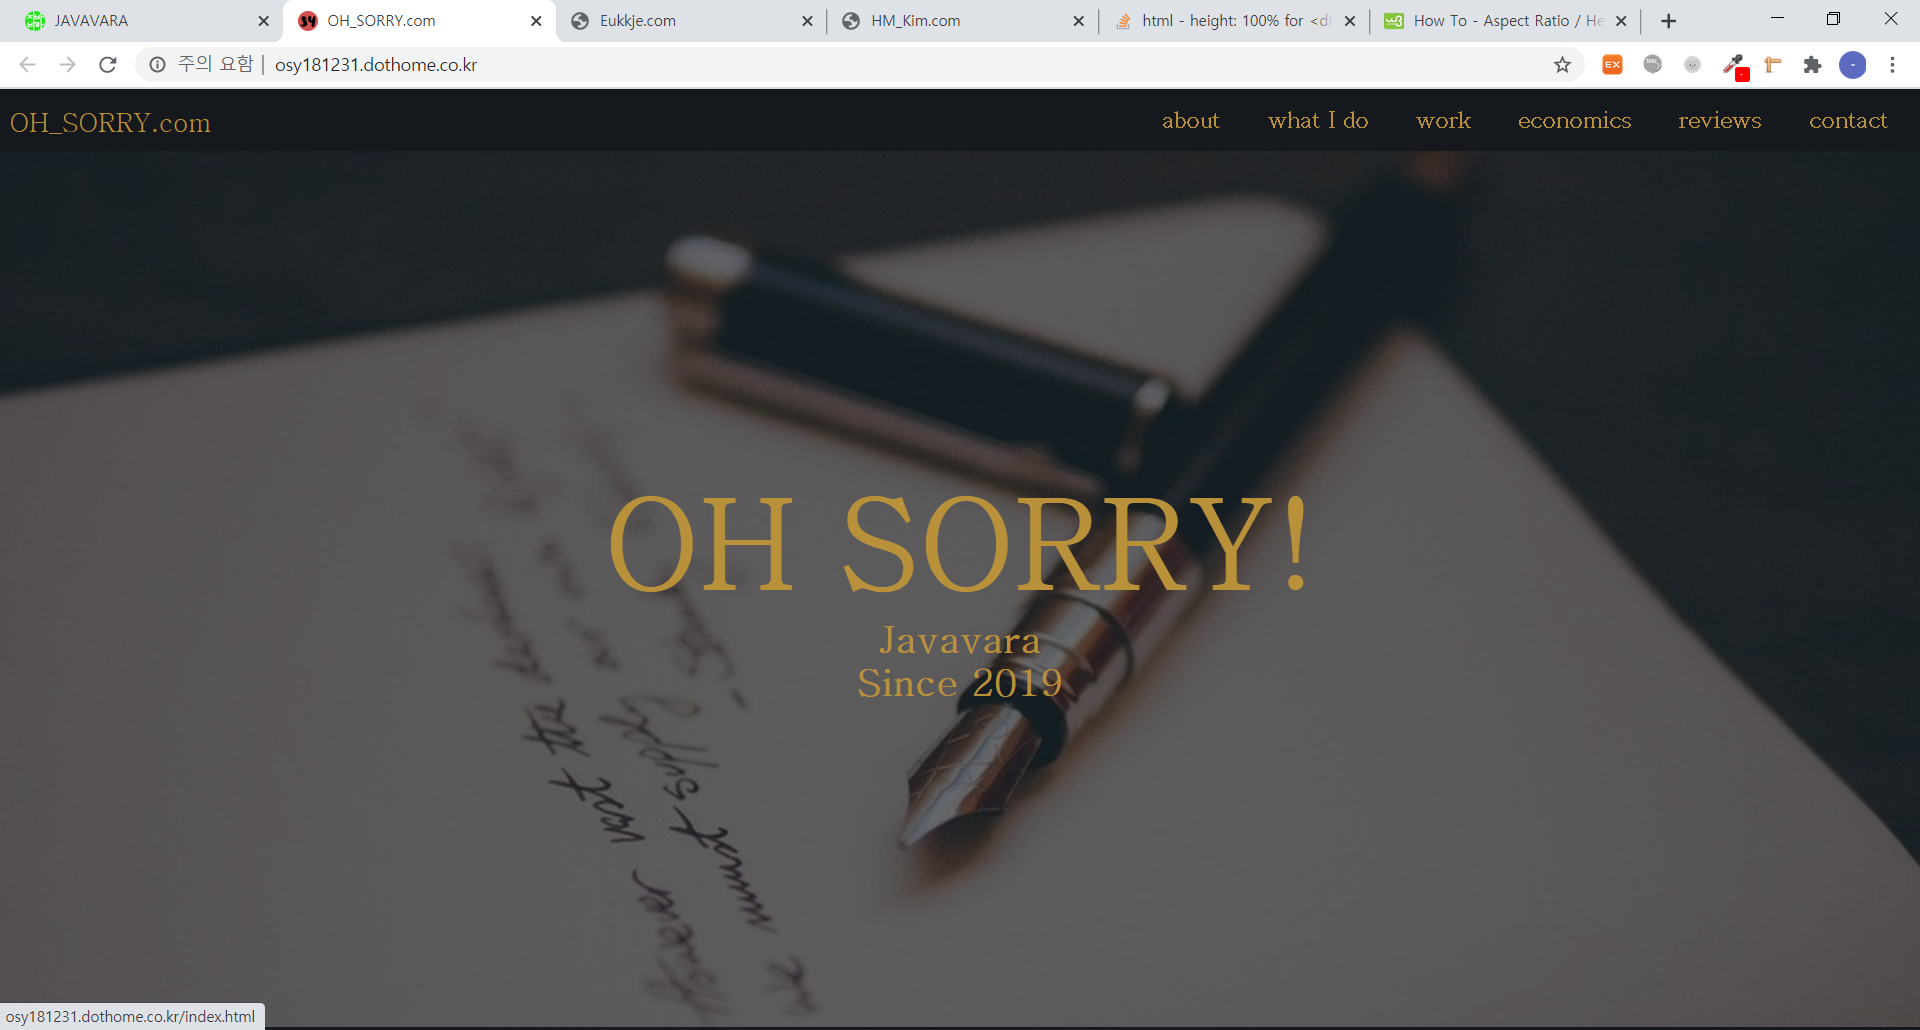 JAVAVARA
OH_SORRY.com
Eukkje.com
HM_Kim.com
html - height: 100% for <di
How To - Aspect Ratio / He
주의 요함 | osy181231.dothome.co.kr
EX
OH_SORRY.com
about
what I do
work
economics
reviews
contact
OH SORRY!
Javavara
Since 2019
osy181231.dothome.co.kr/index.html